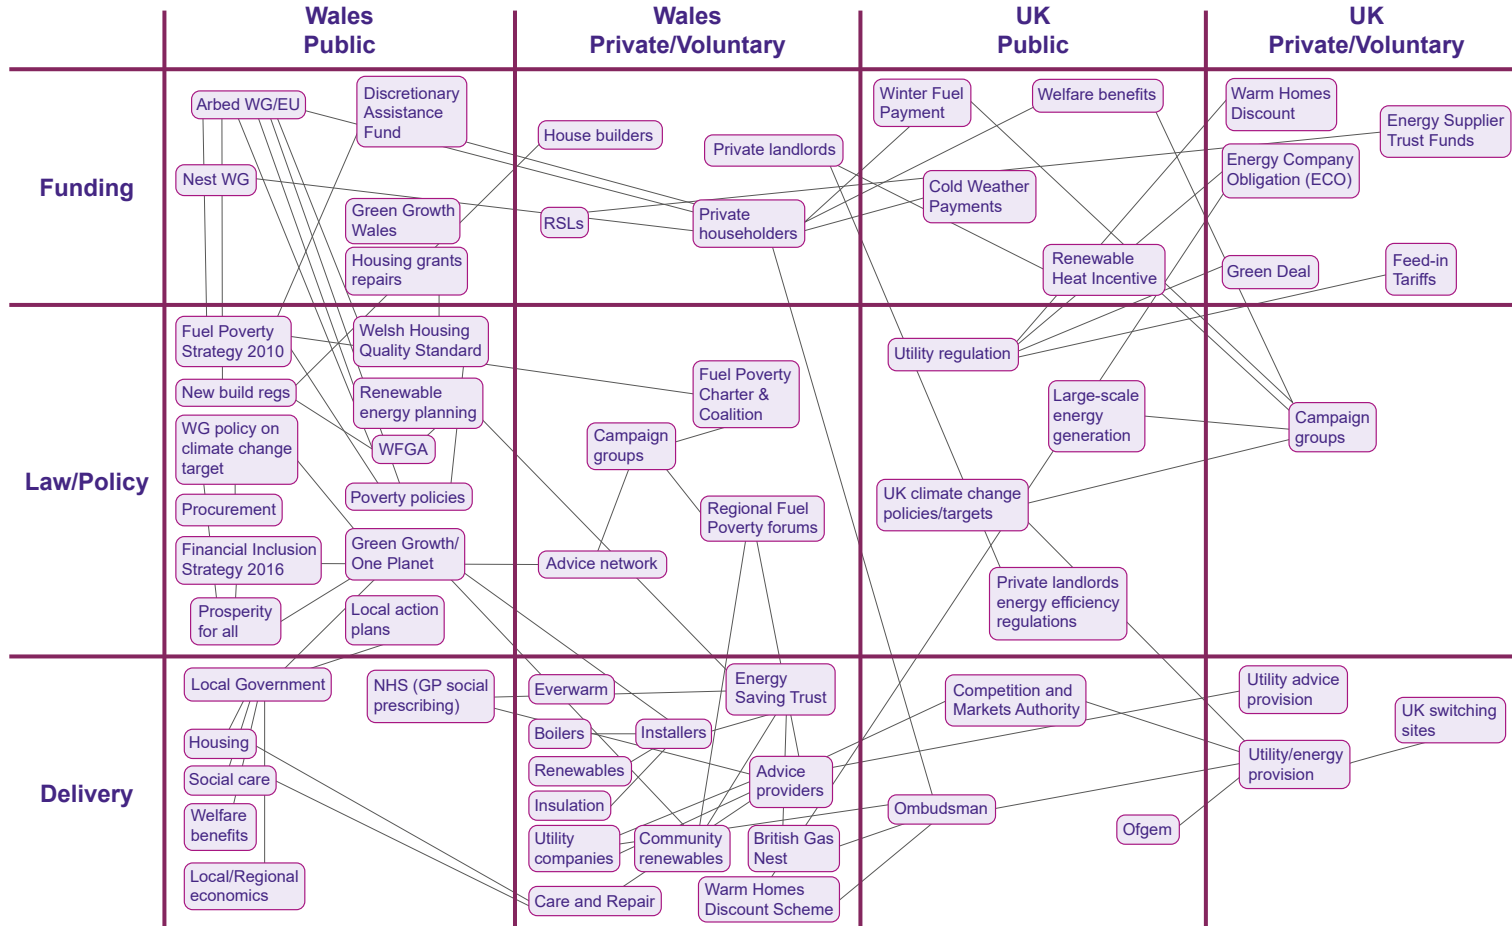 Wales
Public
Wales
Private/Voluntary
UK
Public
UK
Private/Voluntary
Funding
Arbed WG/EU
Discretionary
Assistance
Fund
Nest WG
Green Growth
Wales
Housing grants
repairs
House builders
Private landlords
RSLs
Private
householders
Winter Fuel
Payment
Welfare benefits
Cold Weather
Payments
Renewable
Heat Incentive
Warm Homes
Discount
Energy Supplier
Trust Funds
Energy Company
Obligation (ECO)
Green Deal
Feed-in
Tariffs
Law/Policy
Fuel Poverty
Strategy 2010
Welsh Housing
Quality Standard
New build regs
Renewable
energy planning
WG policy on
climate change
target
WFGA
Poverty policies
Procurement
Financial Inclusion
Strategy 2016
Green Growth/
One Planet
Prosperity
for all
Local action
plans
Fuel Poverty
Charter &
Coalition
Campaign
groups
Regional Fuel
Poverty forums
Advice network
Utility regulation
Large-scale
energy
generation
UK climate change
policies/targets
Private landlords
energy efficiency
regulations
Campaign
groups
Delivery
Local Government
NHS (GP social
prescribing)
Housing
Social care
Welfare
benefits
Local/Regional
economics
Everwarm
Energy
Saving Trust
Boilers
Installers
Renewables
Advice
providers
Insulation
Utility
companies
Community
renewables
British Gas
Nest
Care and Repair
Warm Homes
Discount Scheme
Competition and
Markets Authority
Ombudsman
Ofgem
Utility advice
provision
UK switching
sites
Utility/energy
provision